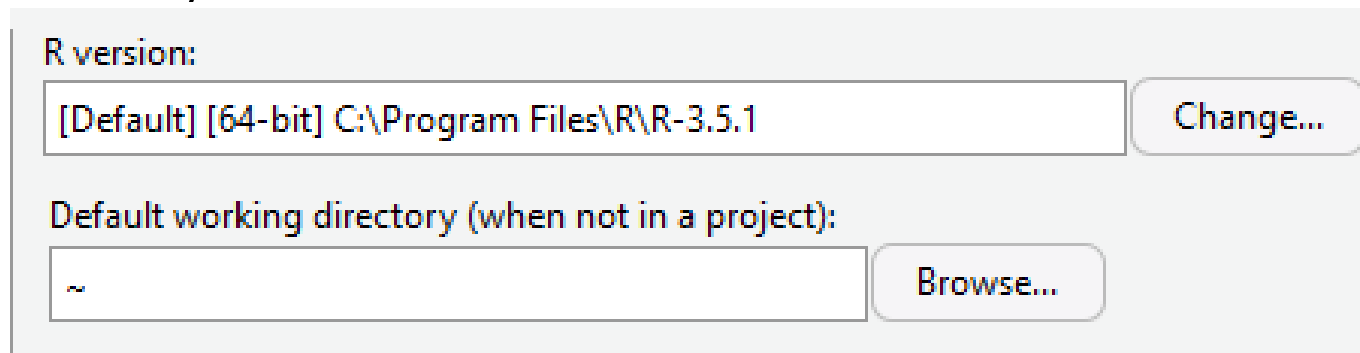 R version:
[Default] [64-bit] C:\Program Files\R\R-3.5.1
Change...
Default working directory (when not in a project):
~
Browse...